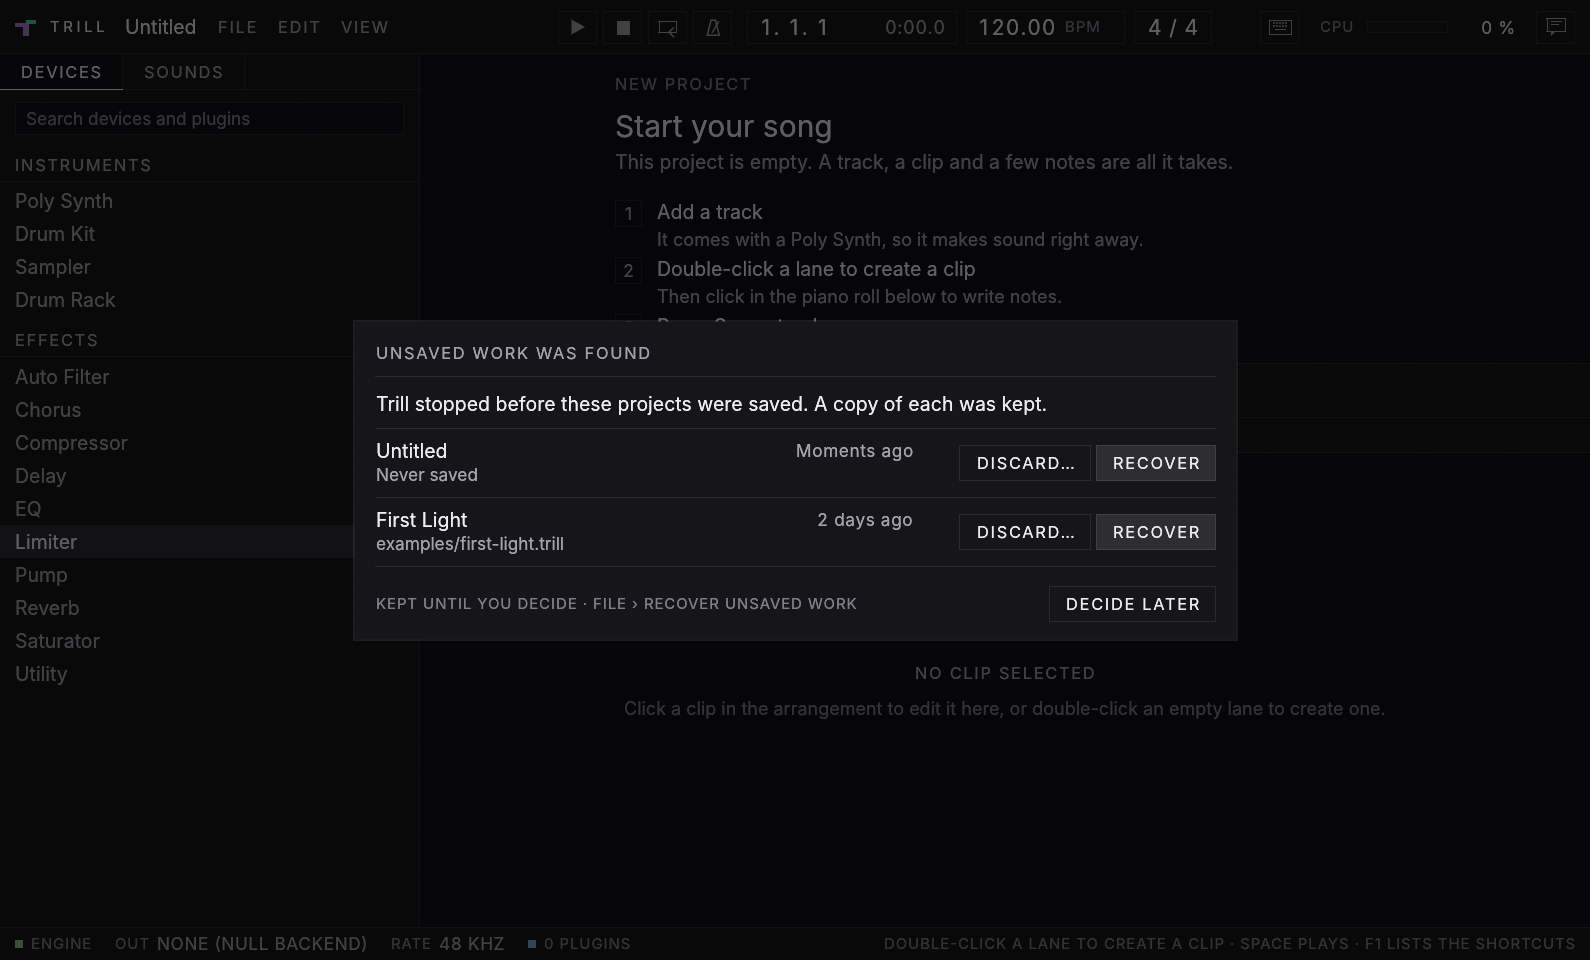 TRILL Untitled FILE EDIT VIEW 1. 1. 1 0:00.0 120.00 BPM 4 / 4 CPU 0 %
DEVICES SOUNDS
Search devices and plugins
INSTRUMENTS
Poly Synth
Drum Kit
Sampler
Drum Rack
EFFECTS
Auto Filter
Chorus
Compressor
Delay
EQ
Limiter
Pump
Reverb
Saturator
Utility
NEW PROJECT
Start your song
This project is empty. A track, a clip and a few notes are all it takes.
1 Add a track
It comes with a Poly Synth, so it makes sound right away.
2 Double-click a lane to create a clip
Then click in the piano roll below to write notes.
UNSAVED WORK WAS FOUND
Trill stopped before these projects were saved. A copy of each was kept.
Untitled Moments ago DISCARD... RECOVER
Never saved
First Light 2 days ago DISCARD... RECOVER
examples/first-light.trill
KEPT UNTIL YOU DECIDE · FILE › RECOVER UNSAVED WORK DECIDE LATER
NO CLIP SELECTED
Click a clip in the arrangement to edit it here, or double-click an empty lane to create one.
ENGINE OUT NONE (NULL BACKEND) RATE 48 KHZ 0 PLUGINS DOUBLE-CLICK A LANE TO CREATE A CLIP · SPACE PLAYS · F1 LISTS THE SHORTCUTS